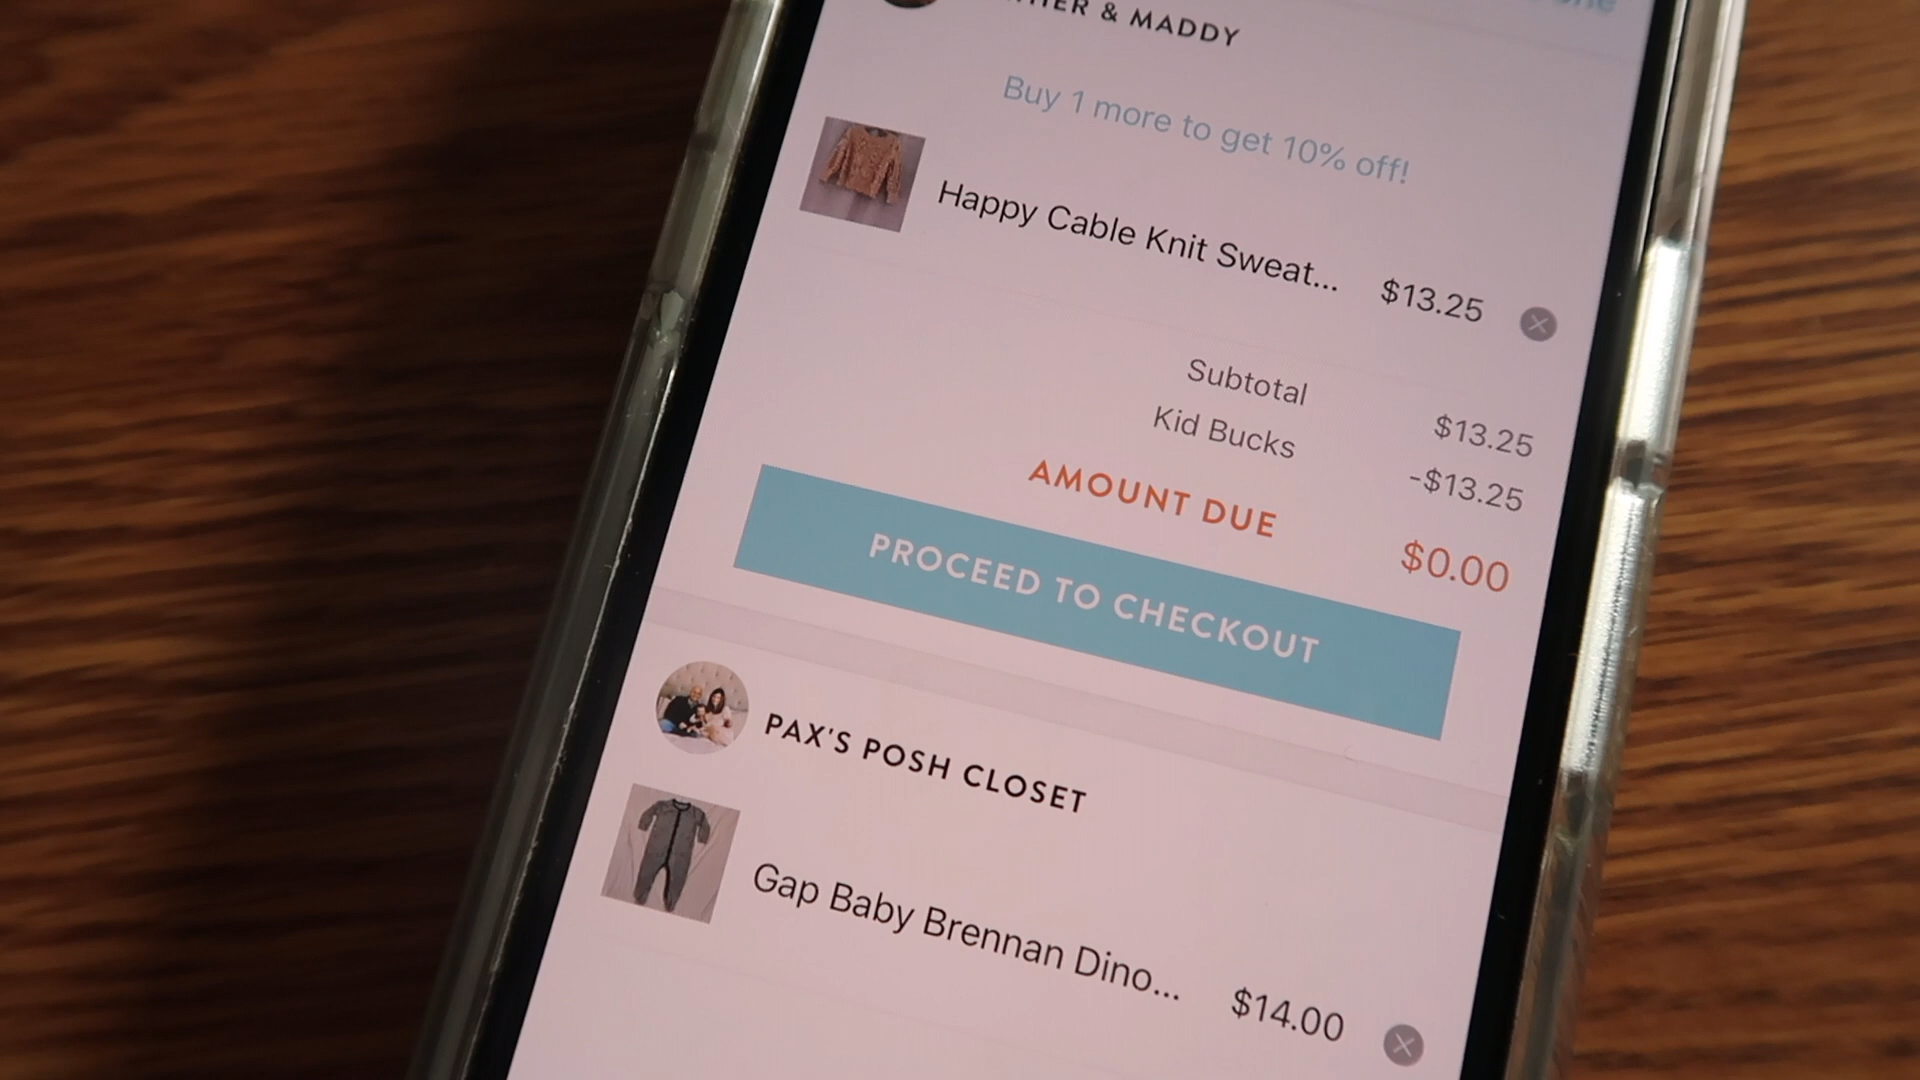 & MADDY
Buy 1 more to get 10% off!
Happy Cable Knit Sweat... $13.25
Subtotal $13.25
Kid Bucks -$13.25
AMOUNT DUE $0.00
PROCEED TO CHECKOUT
PAX'S POSH CLOSET
Gap Baby Brennan Dino... $14.00